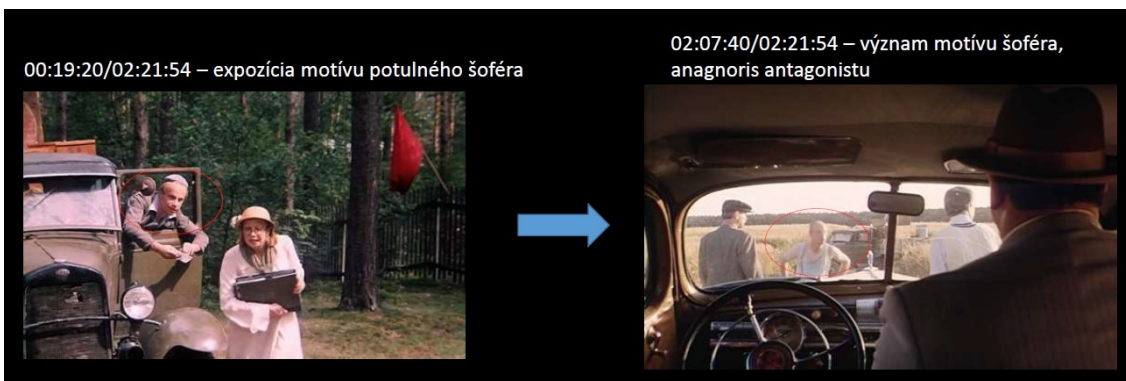 00:19:20/02:21:54 – expozícia motívu potulného šoféra
02:07:40/02:21:54 – význam motívu šoféra,
anagnoris antagonistu